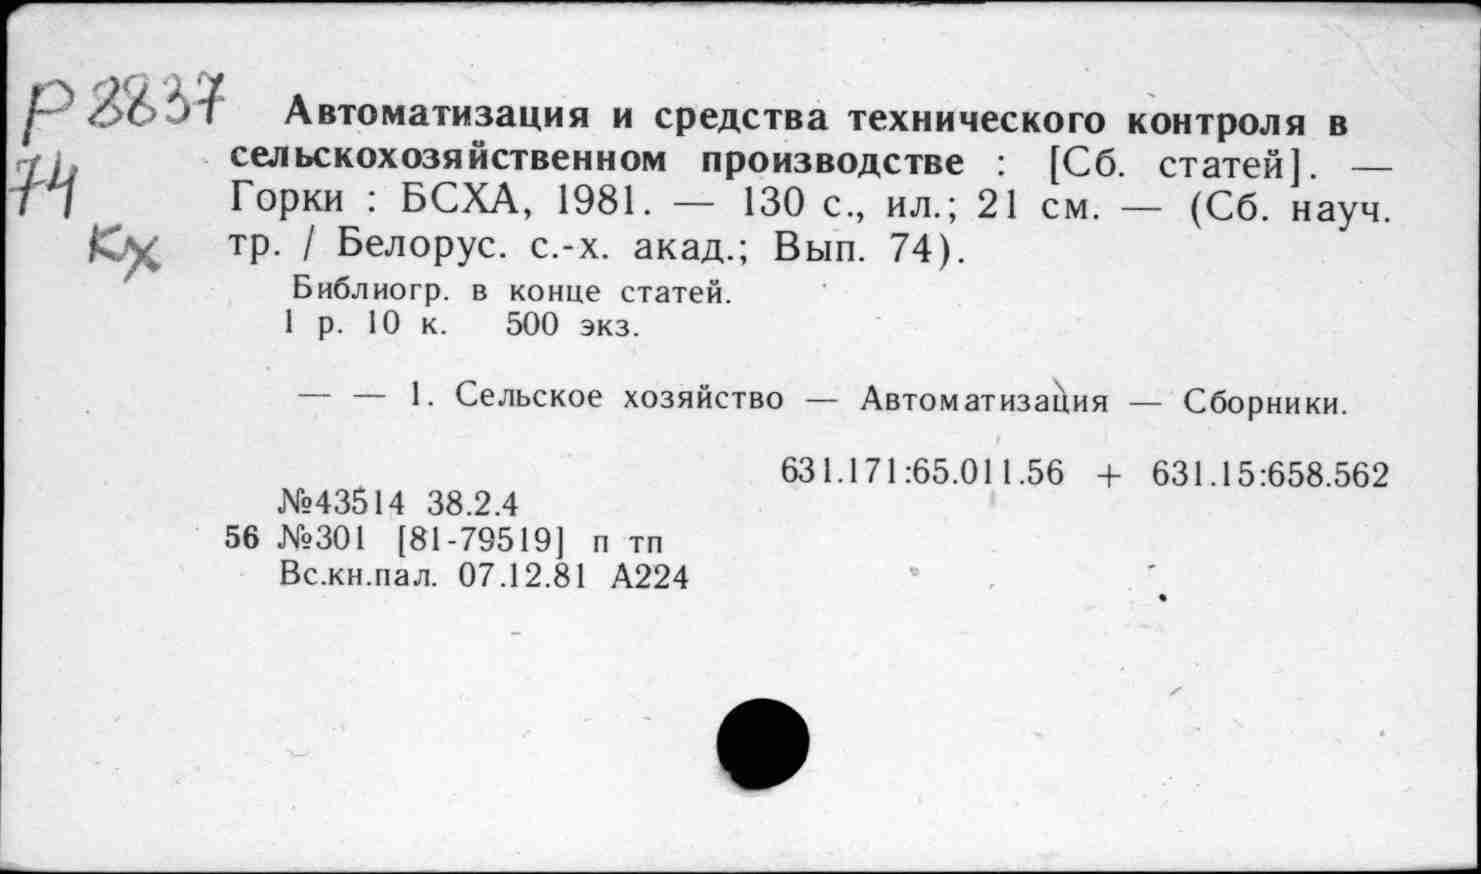 Р 2837
74
Кх
Автоматизация и средства технического контроля в
сельскохозяйственном производстве : [Сб. статей]. —
Горки : БСХА, 1981. — 130 с., ил.; 21 см. — (Сб. науч.
тр. / Белорус. с.-х. акад.; Вып. 74).
Библиогр. в конце статей.
1 р. 10 к. 500 экз.
— — 1. Сельское хозяйство — Автоматизация — Сборники.
631.171:65.011.56 + 631.15:658.562
№43514 38.2.4
56 №301 [81-79519] п тп
Вс.кн.пал. 07.12.81 А224